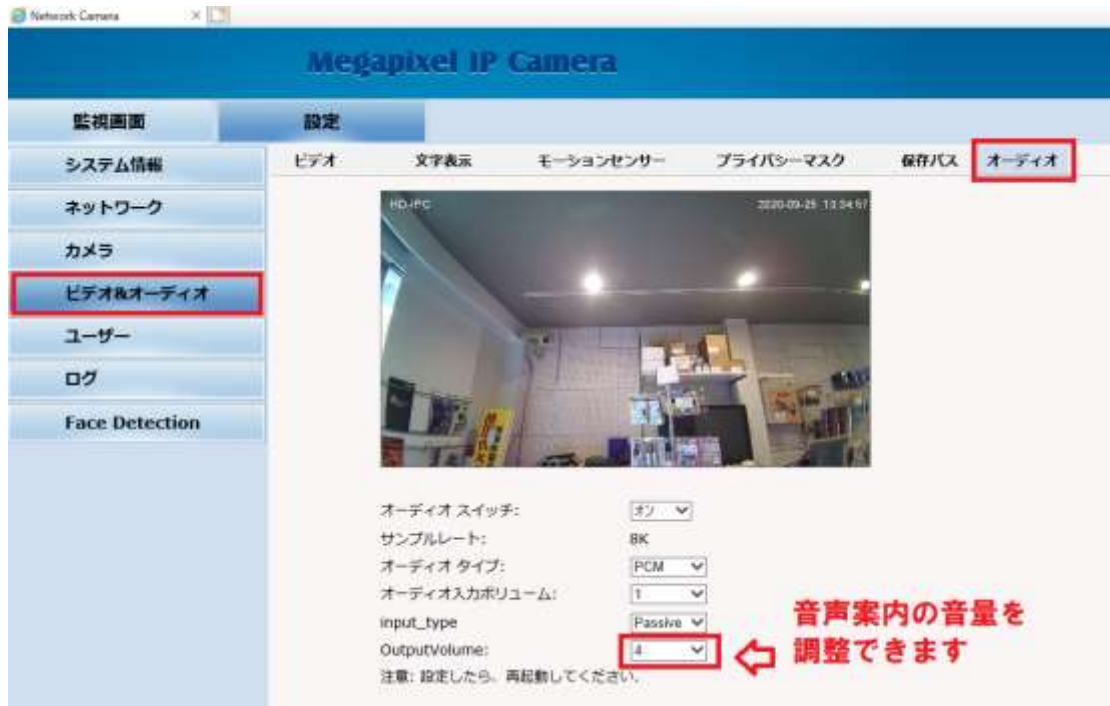 Network Camera
Megapixel IP Camera
監視画面 設定
システム情報
ネットワーク
カメラ
ビデオ&オーディオ
ユーザー
ログ
Face Detection
ビデオ 文字表示 モーションセンサー プライバシーマスク 保存パス オーディオ
HD-IPC 2020-09-25 13:34:57
オーディオ スイッチ: オン
サンプルレート: 8K
オーディオ タイプ: PCM
オーディオ入力ボリューム: 1
input_type Passive
OutputVolume: 4
注意: 設定したら、再起動してください.
音声案内の音量を
調整できます